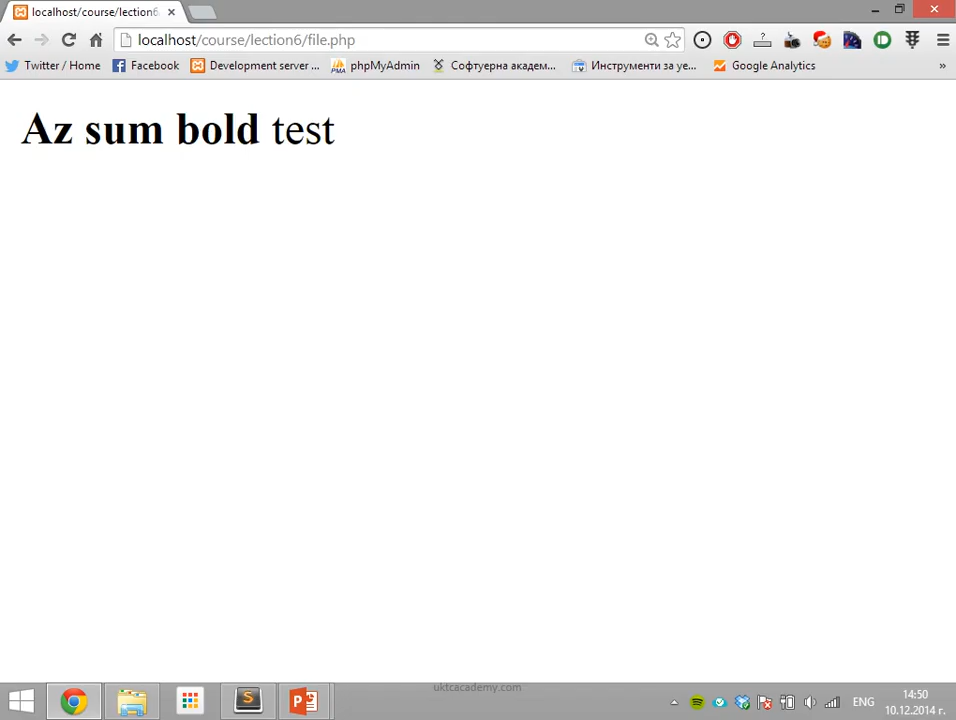 localhost/course/lection6
localhost/course/lection6/file.php
Twitter / Home Facebook Development server ... phpMyAdmin Софтуерна академ... Инструменти за уе... Google Analytics »
Az sum bold test
uktcacademy.com
ENG 14:50
10.12.2014 г.